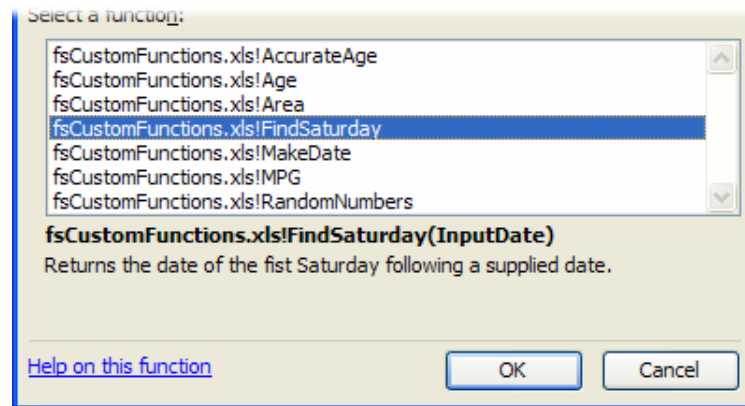 Select a function:
fsCustomFunctions.xls!AccurateAge
fsCustomFunctions.xls!Age
fsCustomFunctions.xls!Area
fsCustomFunctions.xls!FindSaturday
fsCustomFunctions.xls!MakeDate
fsCustomFunctions.xls!MPG
fsCustomFunctions.xls!RandomNumbers
fsCustomFunctions.xls!FindSaturday(InputDate)
Returns the date of the fist Saturday following a supplied date.
Help on this function
OK
Cancel